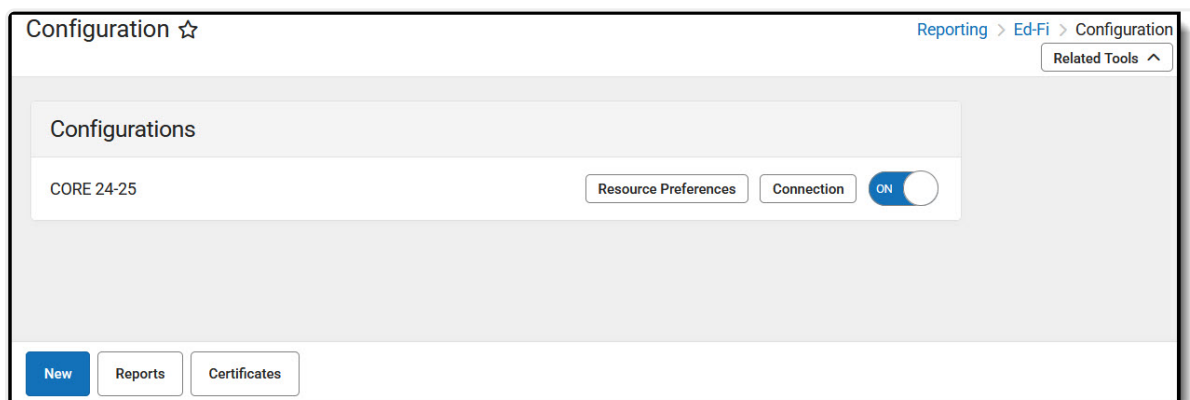 Configuration
Reporting > Ed-Fi > Configuration
Related Tools
Configurations
CORE 24-25
Resource Preferences
Connection
ON
New
Reports
Certificates